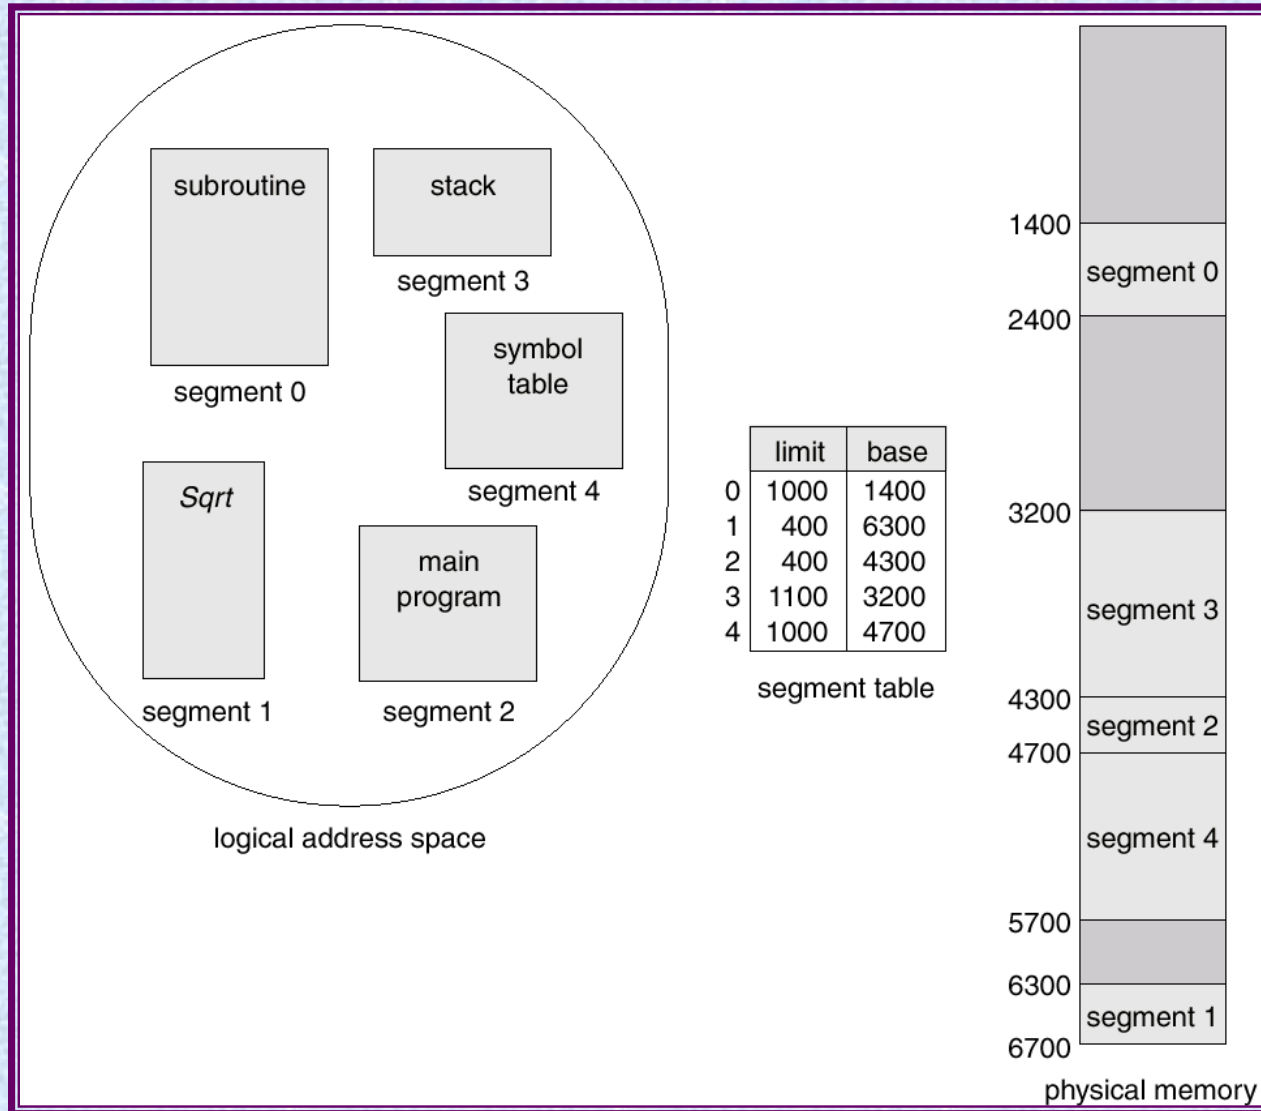 subroutine
segment 0
stack
segment 3
symbol
table
segment 4
Sqrt
segment 1
main
program
segment 2
logical address space
limit base
0 1000 1400
1 400 6300
2 400 4300
3 1100 3200
4 1000 4700
segment table
1400
segment 0
2400
3200
segment 3
4300
segment 2
4700
segment 4
5700
6300
segment 1
6700
physical memory